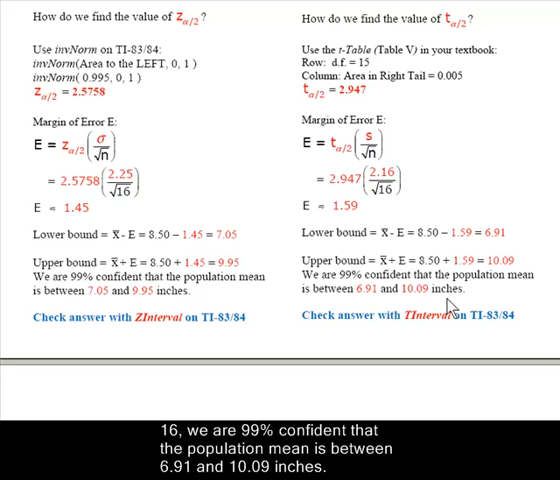 How do we find the value of zα/2 ?
Use invNorm on TI-83/84:
invNorm(Area to the LEFT, 0, 1)
invNorm( 0.995, 0, 1)
zα/2 = 2.5758
Margin of Error E:
E = zα/2 (σ/√n)
= 2.5758 (2.25/√16)
E ≈ 1.45
Lower bound = x̄ - E = 8.50 − 1.45 = 7.05
Upper bound = x̄ + E = 8.50 + 1.45 = 9.95
We are 99% confident that the population mean
is between 7.05 and 9.95 inches.
Check answer with ZInterval on TI-83/84
How do we find the value of tα/2 ?
Use the t-Table (Table V) in your textbook:
Row: d.f. = 15
Column: Area in Right Tail = 0.005
tα/2 = 2.947
Margin of Error E:
E = tα/2 (s/√n)
= 2.947 (2.16/√16)
E ≈ 1.59
Lower bound = x̄ - E = 8.50 − 1.59 = 6.91
Upper bound = x̄ + E = 8.50 + 1.59 = 10.09
We are 99% confident that the population mean
is between 6.91 and 10.09 inches.
Check answer with TInterval on TI-83/84
16, we are 99% confident that
the population mean is between
6.91 and 10.09 inches.